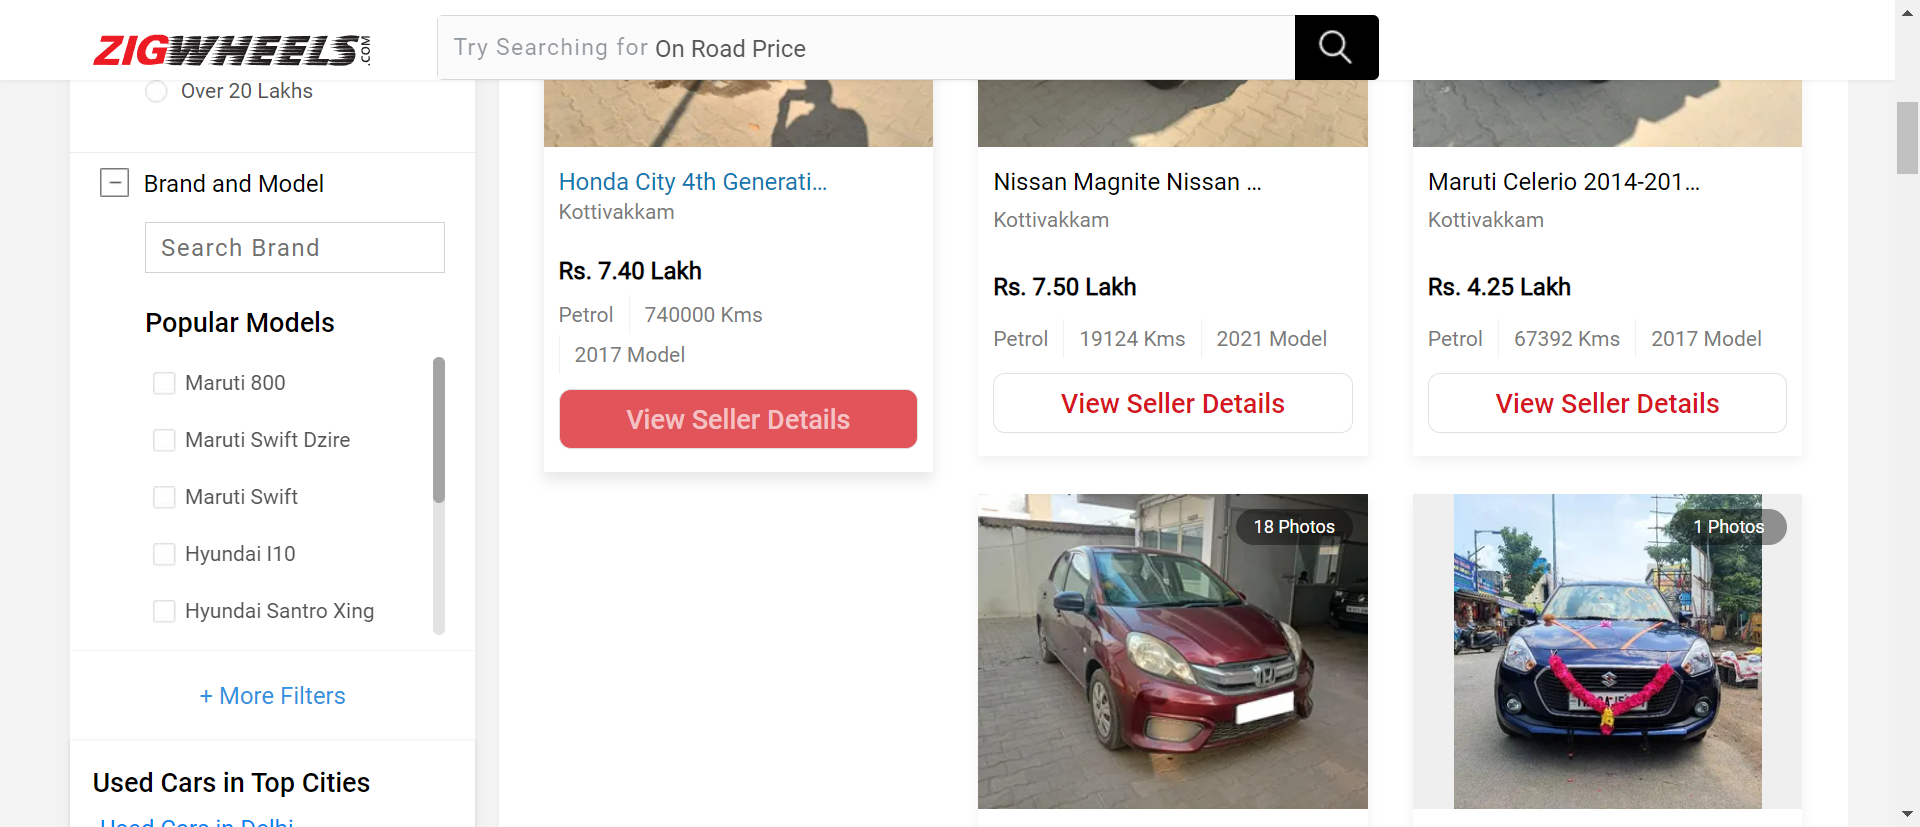 ZIGWHEELS.COM
Try Searching for On Road Price
Over 20 Lakhs
Brand and Model
Search Brand
Popular Models
Maruti 800
Maruti Swift Dzire
Maruti Swift
Hyundai I10
Hyundai Santro Xing
+ More Filters
Used Cars in Top Cities
Used Cars in Delhi
Honda City 4th Generati...
Kottivakkam
Rs. 7.40 Lakh
Petrol 740000 Kms
2017 Model
View Seller Details
Nissan Magnite Nissan ...
Kottivakkam
Rs. 7.50 Lakh
Petrol 19124 Kms 2021 Model
View Seller Details
Maruti Celerio 2014-201...
Kottivakkam
Rs. 4.25 Lakh
Petrol 67392 Kms 2017 Model
View Seller Details
18 Photos
1 Photos